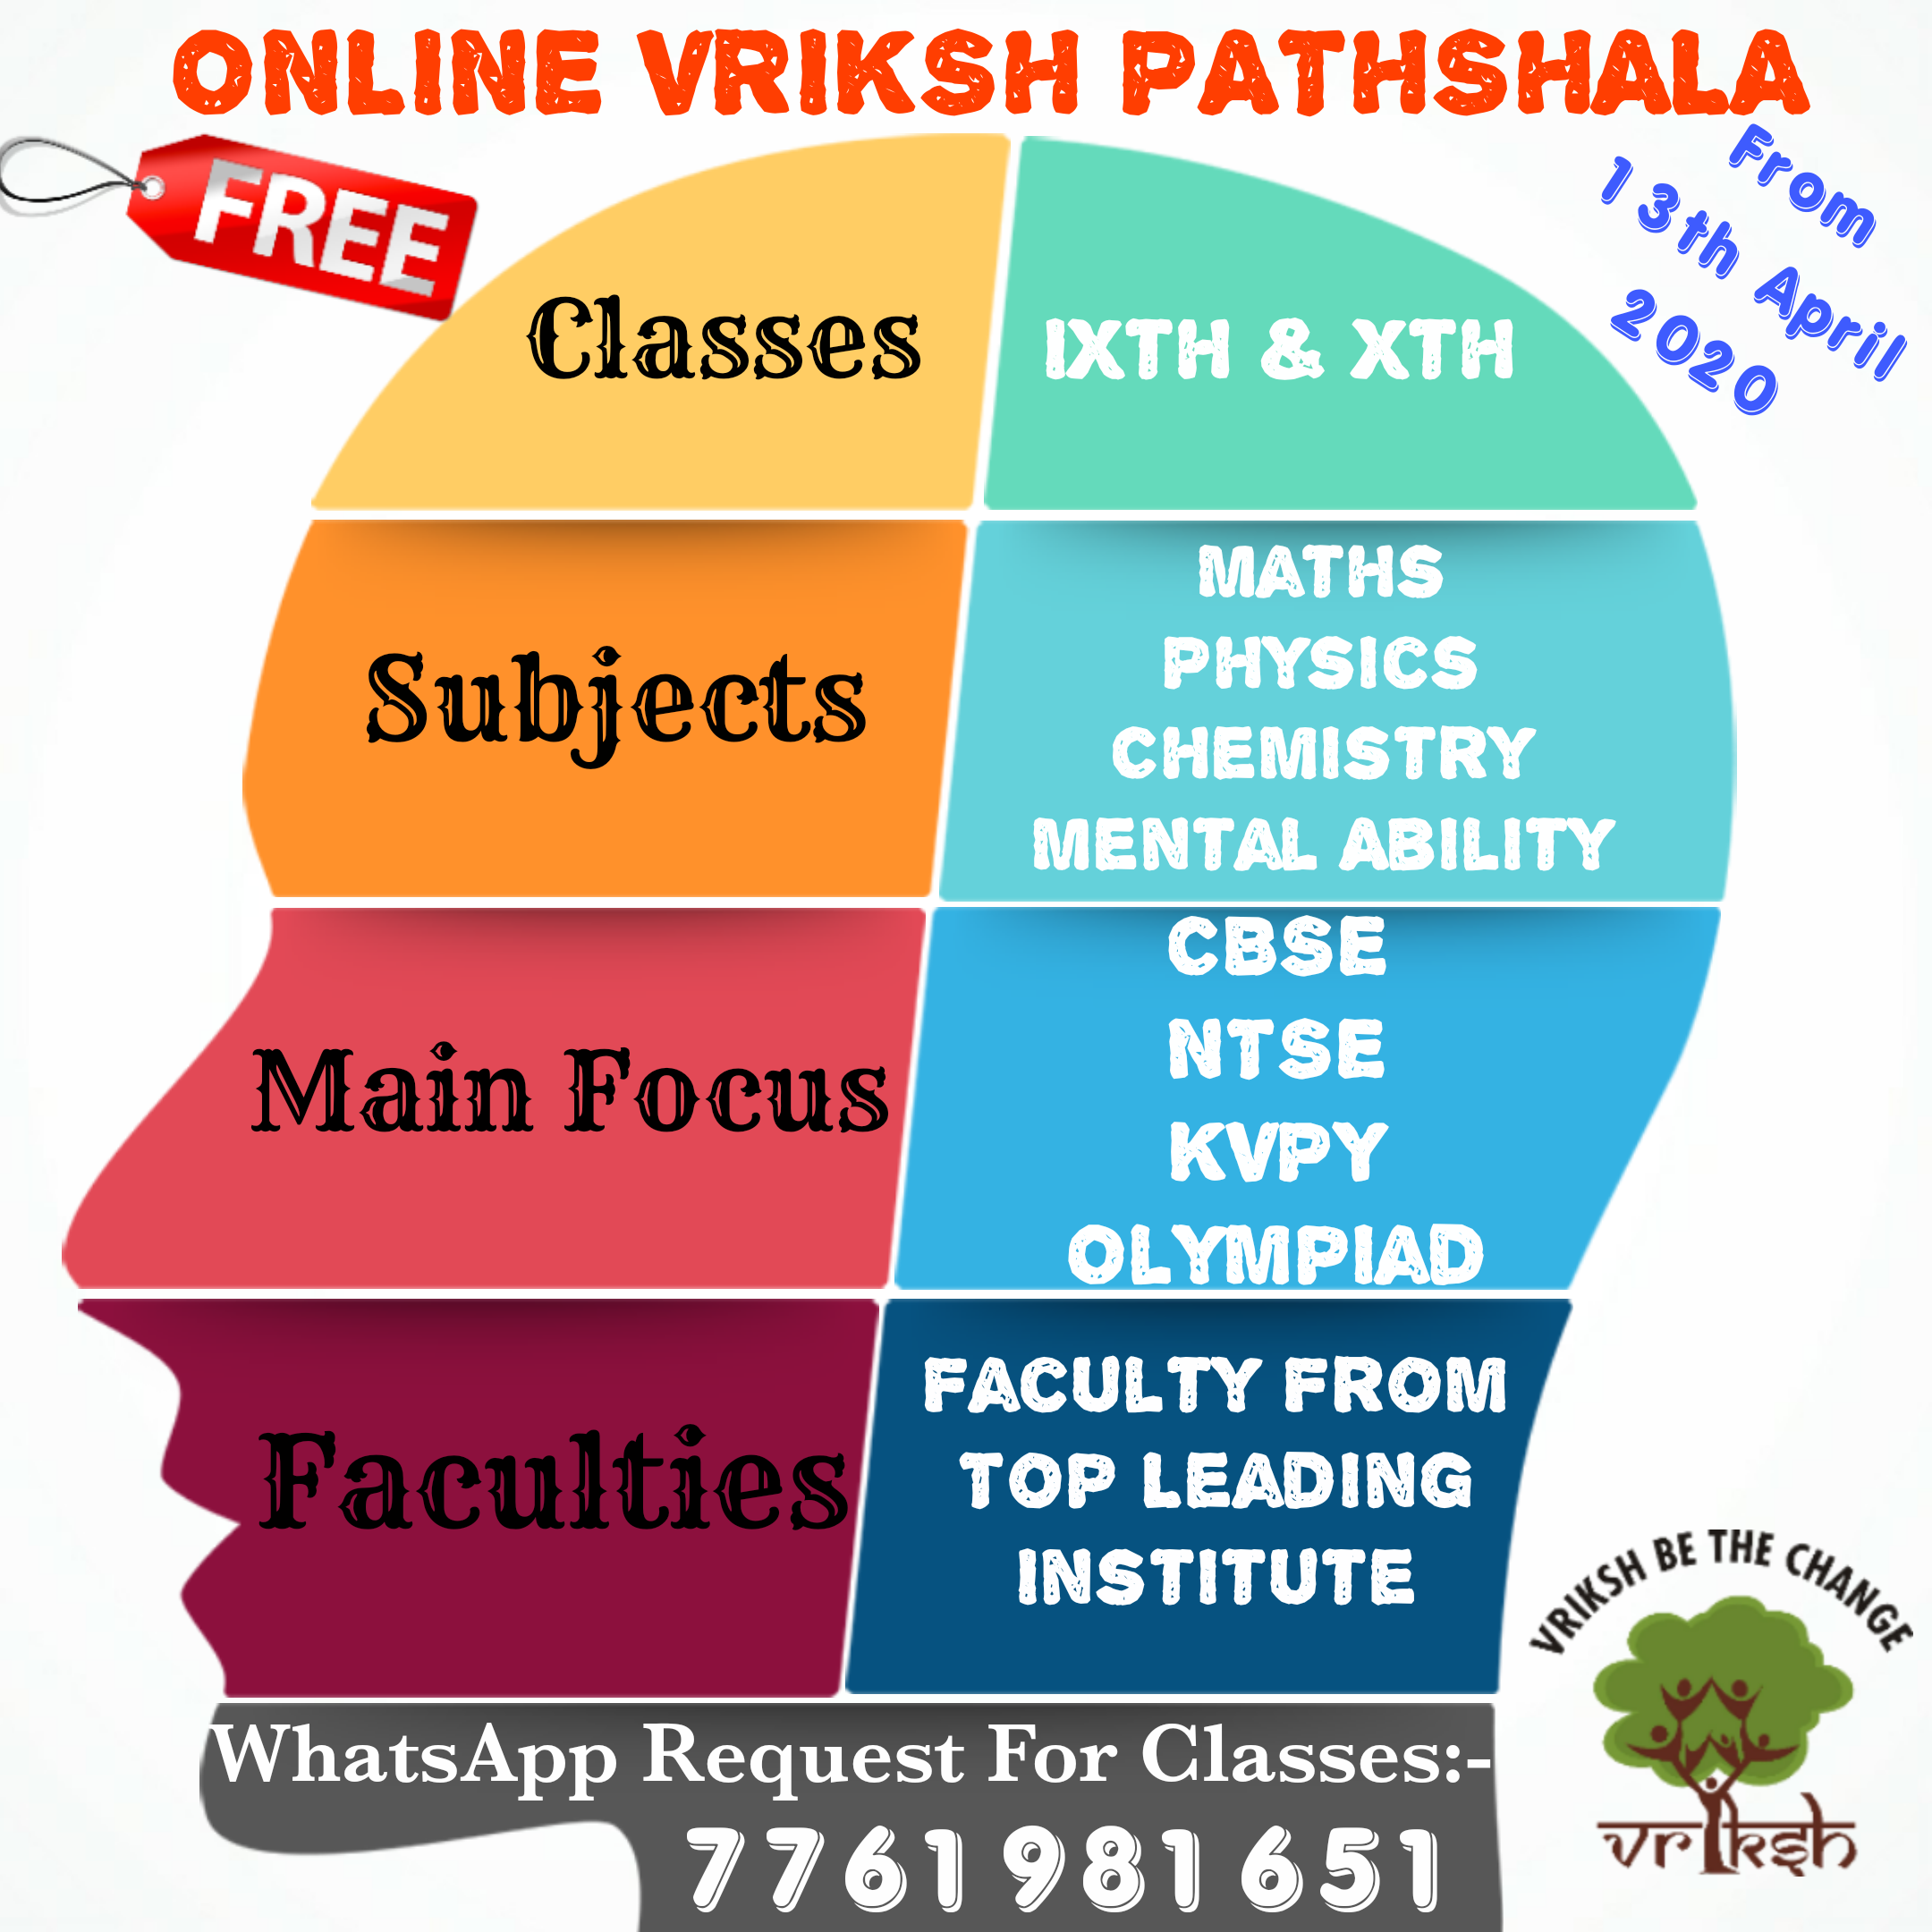 ONLINE VRIKSH PATHSHALA
FREE
From
13th April
2020
Classes
IXTH & XTH
Subjects
MATHS
PHYSICS
CHEMISTRY
MENTAL ABILITY
Main Focus
CBSE
NTSE
KVPY
OLYMPIAD
Faculties
FACULTY FROM
TOP LEADING
INSTITUTE
VRIKSH BE THE CHANGE
vriksh
WhatsApp Request For Classes:-
7761981651